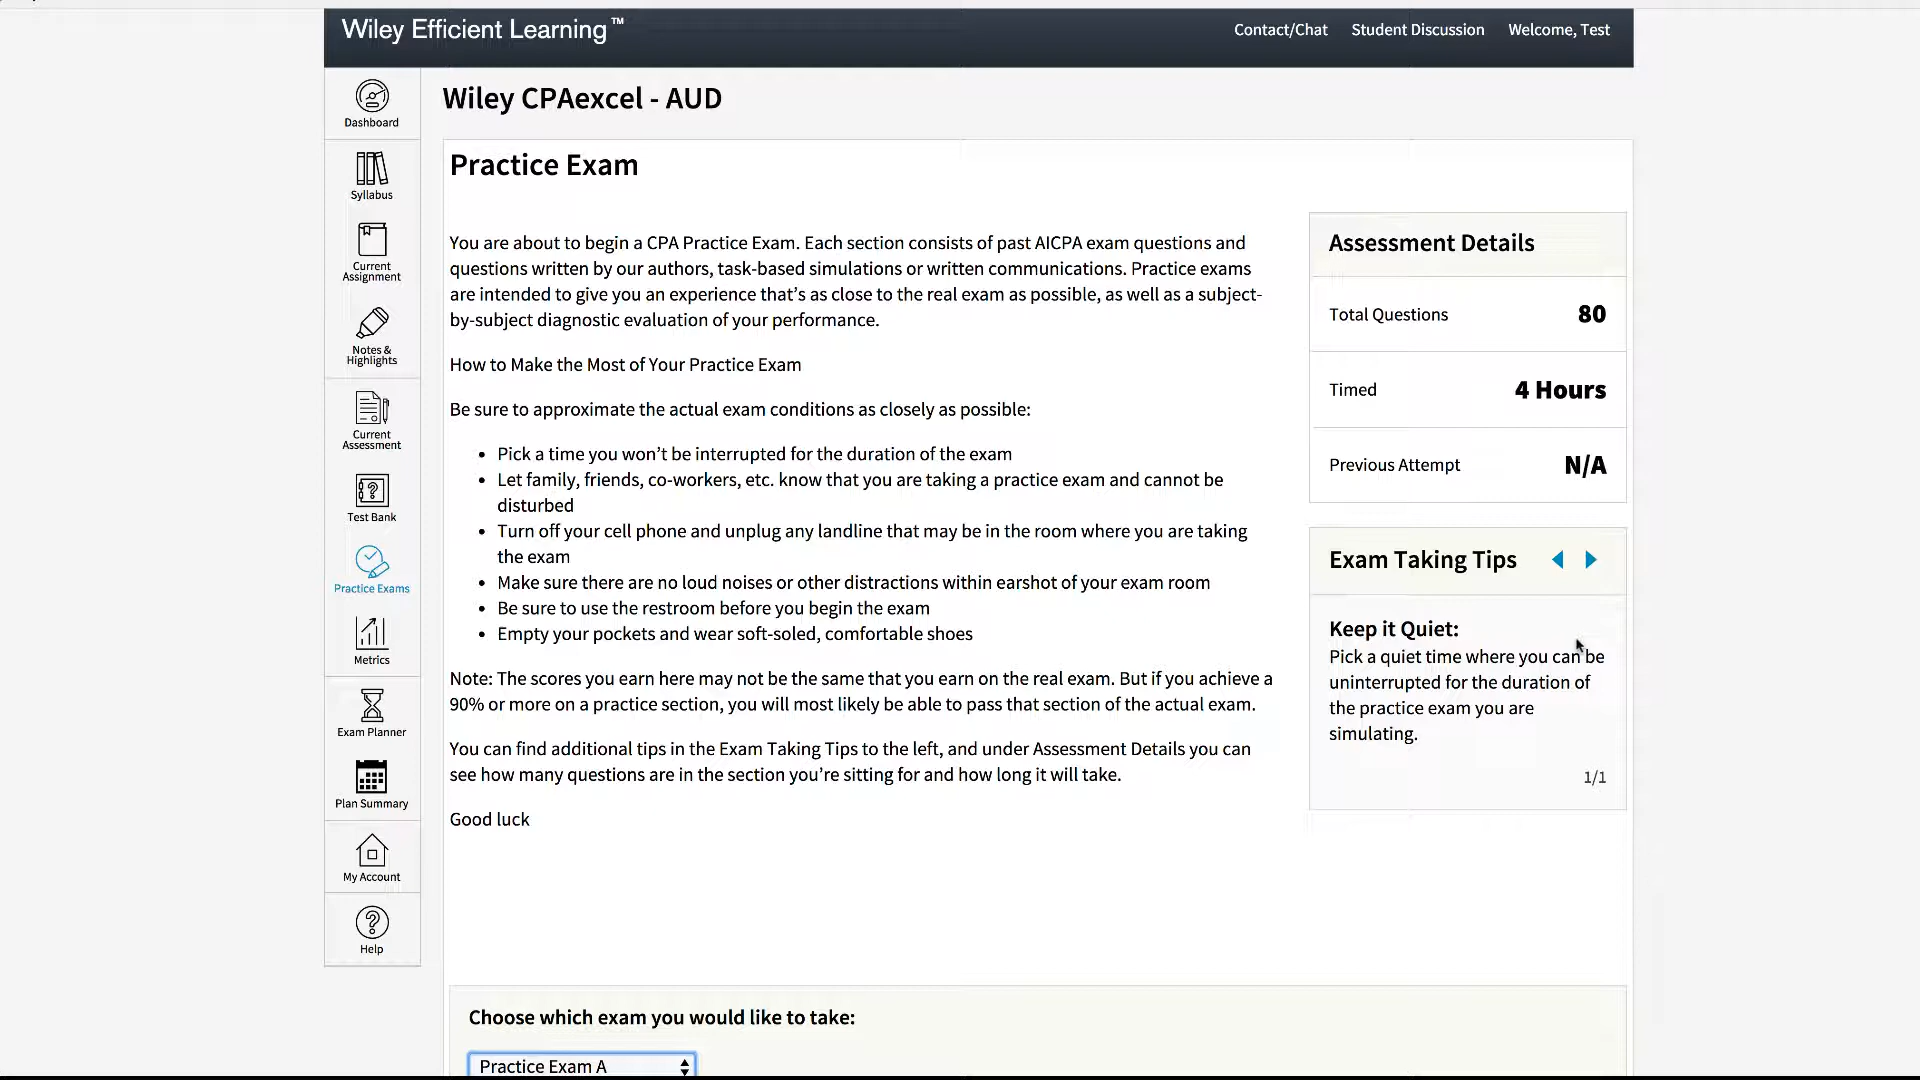 Wiley Efficient Learning™
Contact/Chat
Student Discussion
Welcome, Test
Dashboard
Syllabus
Current
Assignment
Notes &
Highlights
Current
Assessment
Test Bank
Practice Exams
Metrics
Exam Planner
Plan Summary
My Account
Help
Wiley CPAexcel - AUD
Practice Exam
You are about to begin a CPA Practice Exam. Each section consists of past AICPA exam questions and
questions written by our authors, task-based simulations or written communications. Practice exams
are intended to give you an experience that’s as close to the real exam as possible, as well as a subject-
by-subject diagnostic evaluation of your performance.
How to Make the Most of Your Practice Exam
Be sure to approximate the actual exam conditions as closely as possible:
• Pick a time you won’t be interrupted for the duration of the exam
• Let family, friends, co-workers, etc. know that you are taking a practice exam and cannot be
disturbed
• Turn off your cell phone and unplug any landline that may be in the room where you are taking
the exam
• Make sure there are no loud noises or other distractions within earshot of your exam room
• Be sure to use the restroom before you begin the exam
• Empty your pockets and wear soft-soled, comfortable shoes
Note: The scores you earn here may not be the same that you earn on the real exam. But if you achieve a
90% or more on a practice section, you will most likely be able to pass that section of the actual exam.
You can find additional tips in the Exam Taking Tips to the left, and under Assessment Details you can
see how many questions are in the section you’re sitting for and how long it will take.
Good luck
Assessment Details
Total Questions 80
Timed 4 Hours
Previous Attempt N/A
Exam Taking Tips
Keep it Quiet:
Pick a quiet time where you can be
uninterrupted for the duration of
the practice exam you are
simulating.
1/1
Choose which exam you would like to take:
Practice Exam A